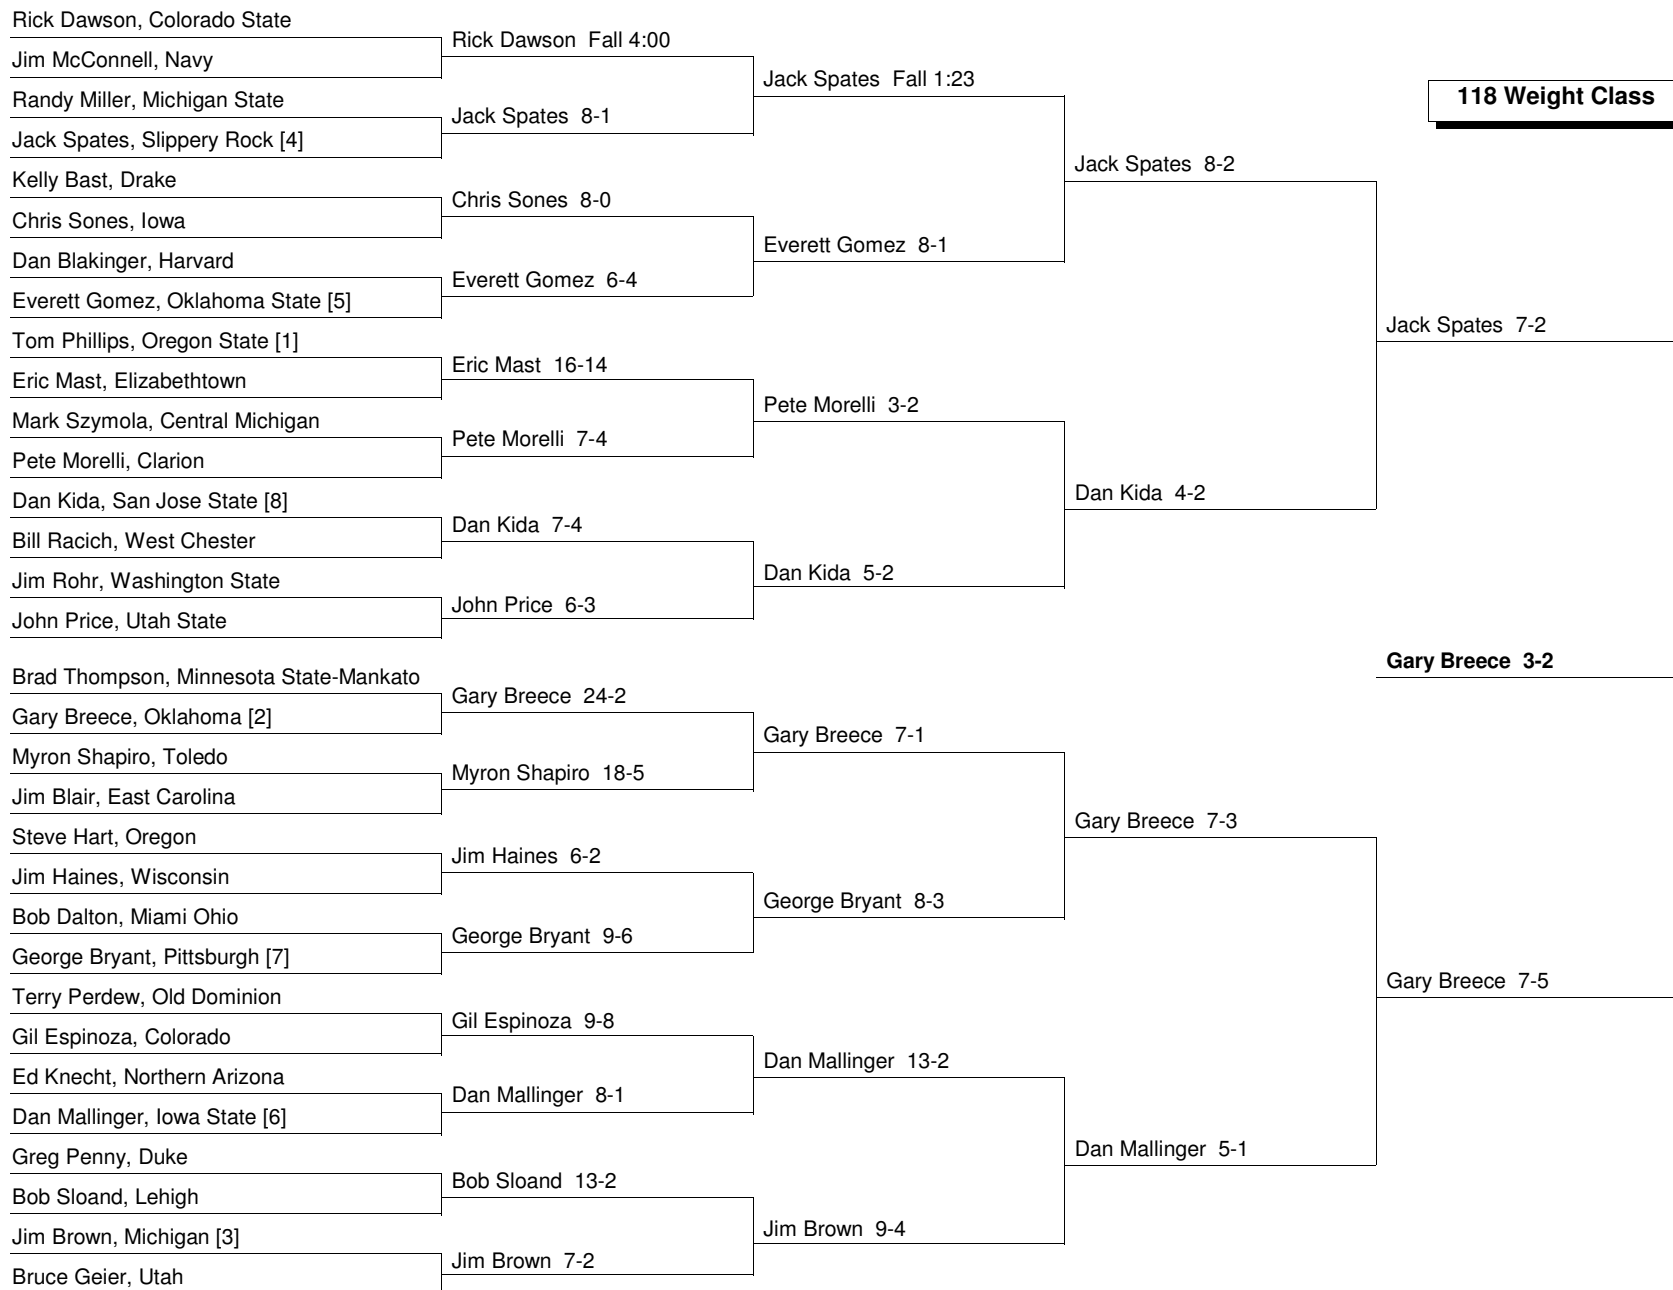 Rick Dawson, Colorado State
Jim McConnell, Navy
Randy Miller, Michigan State
Jack Spates, Slippery Rock [4]
Kelly Bast, Drake
Chris Sones, Iowa
Dan Blakinger, Harvard
Everett Gomez, Oklahoma State [5]
Tom Phillips, Oregon State [1]
Eric Mast, Elizabethtown
Mark Szymola, Central Michigan
Pete Morelli, Clarion
Dan Kida, San Jose State [8]
Bill Racich, West Chester
Jim Rohr, Washington State
John Price, Utah State
Brad Thompson, Minnesota State-Mankato
Gary Breece, Oklahoma [2]
Myron Shapiro, Toledo
Jim Blair, East Carolina
Steve Hart, Oregon
Jim Haines, Wisconsin
Bob Dalton, Miami Ohio
George Bryant, Pittsburgh [7]
Terry Perdew, Old Dominion
Gil Espinoza, Colorado
Ed Knecht, Northern Arizona
Dan Mallinger, Iowa State [6]
Greg Penny, Duke
Bob Sloand, Lehigh
Jim Brown, Michigan [3]
Bruce Geier, Utah
Rick Dawson Fall 4:00
Jack Spates 8-1
Chris Sones 8-0
Everett Gomez 6-4
Eric Mast 16-14
Pete Morelli 7-4
Dan Kida 7-4
John Price 6-3
Gary Breece 24-2
Myron Shapiro 18-5
Jim Haines 6-2
George Bryant 9-6
Gil Espinoza 9-8
Dan Mallinger 8-1
Bob Sloand 13-2
Jim Brown 7-2
Jack Spates Fall 1:23
Everett Gomez 8-1
Pete Morelli 3-2
Dan Kida 5-2
Gary Breece 7-1
George Bryant 8-3
Dan Mallinger 13-2
Jim Brown 9-4
Jack Spates 8-2
Dan Kida 4-2
Gary Breece 7-3
Dan Mallinger 5-1
118 Weight Class
Jack Spates 7-2
Gary Breece 3-2
Gary Breece 7-5